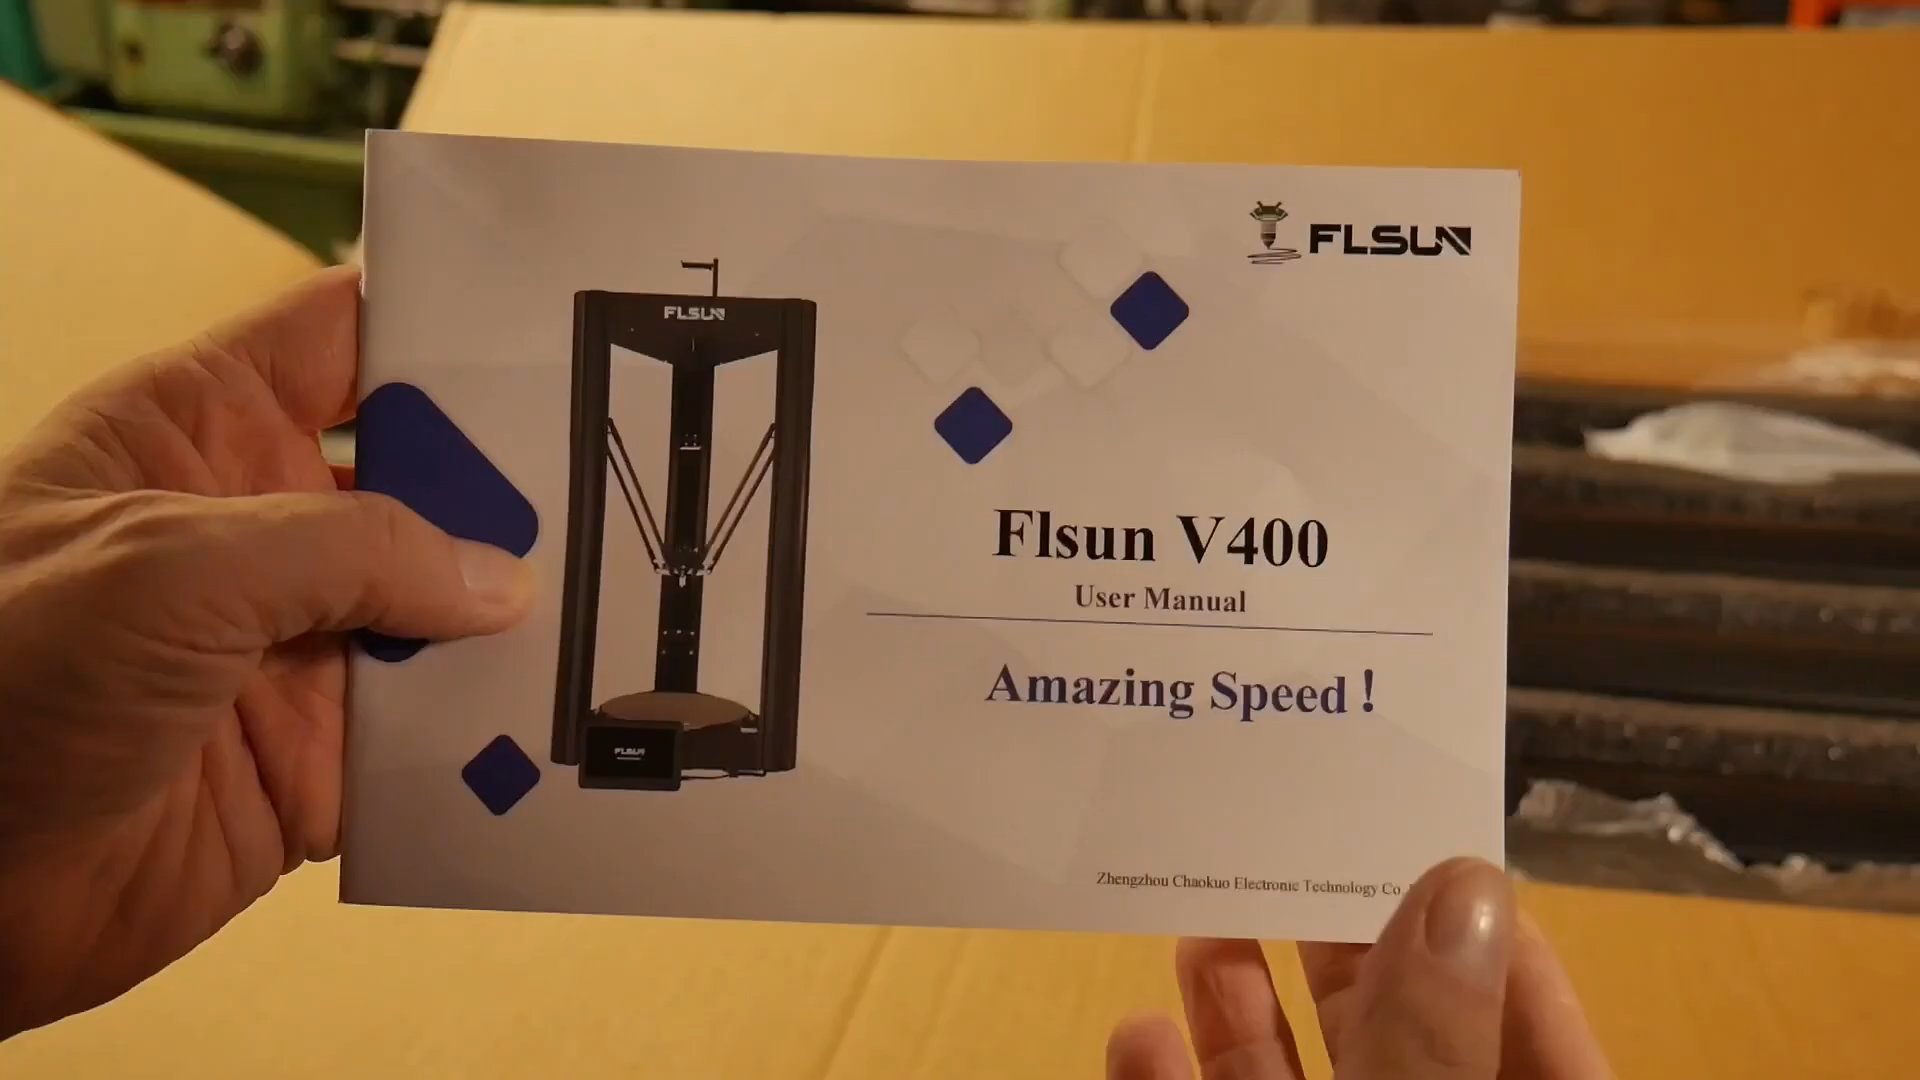 FLSUN
FLSUN
Flsun V400
User Manual
Amazing Speed!
FLSUN
Zhengzhou Chaokuo Electronic Technology Co.